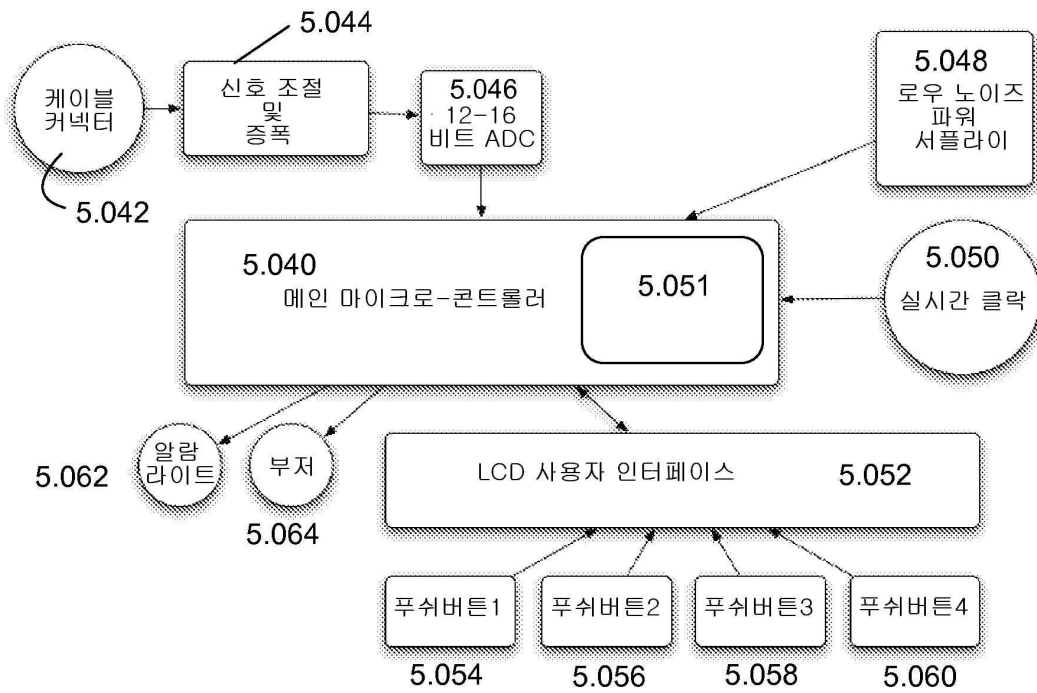 5.044
케이블
커넥터
5.042
신호 조절
및
증폭
5.046
12-16
비트 ADC
5.048
로우 노이즈
파워
서플라이
5.040
메인 마이크로-콘트롤러
5.051
5.050
실시간 클락
5.062
알람
라이트
부저
5.064
LCD 사용자 인터페이스
5.052
푸쉬버튼1
푸쉬버튼2
푸쉬버튼3
푸쉬버튼4
5.054
5.056
5.058
5.060